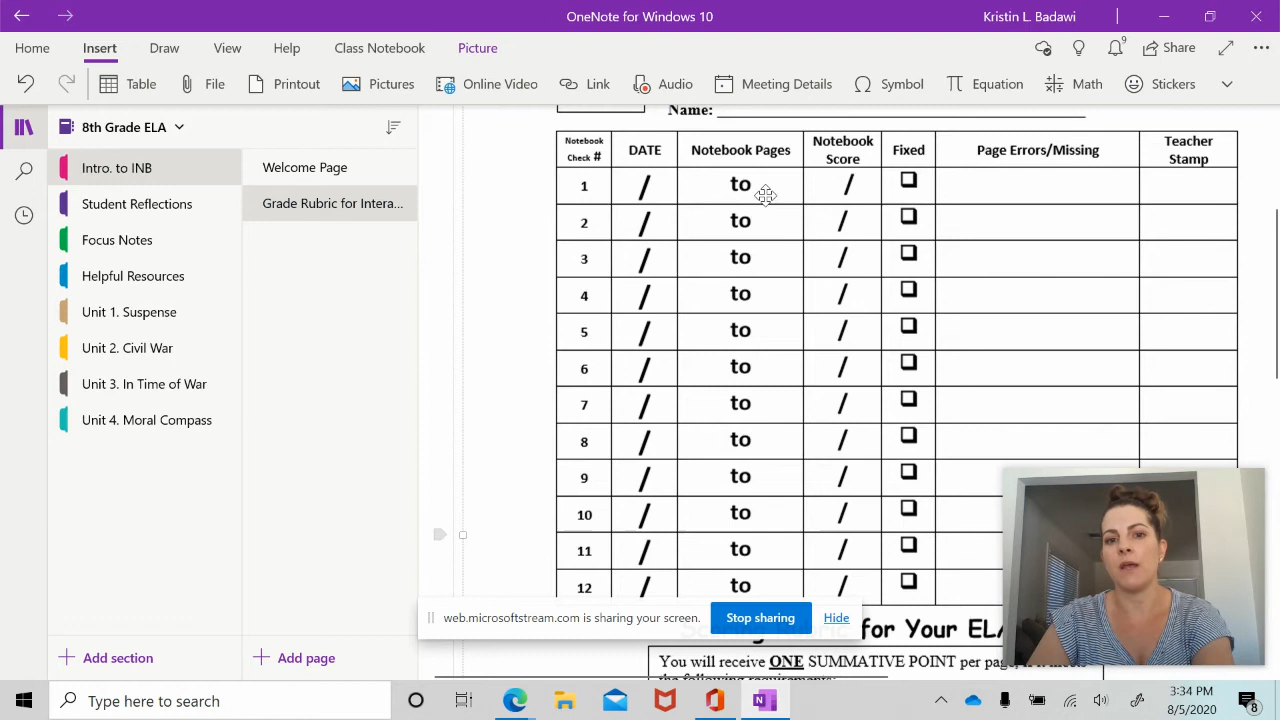 OneNote for Windows 10
Kristin L. Badawi
Home Insert Draw View Help Class Notebook Picture
9
Share
Table File Printout Pictures Online Video Link Audio Meeting Details Symbol Equation Math Stickers
8th Grade ELA
Intro. to INB
Student Reflections
Focus Notes
Helpful Resources
Unit 1. Suspense
Unit 2. Civil War
Unit 3. In Time of War
Unit 4. Moral Compass
Add section
Welcome Page
Grade Rubric for Intera...
Add page
Name:
Notebook Check # DATE Notebook Pages Notebook Score Fixed Page Errors/Missing Teacher Stamp
1 / to /
2 / to /
3 / to /
4 / to /
5 / to /
6 / to /
7 / to /
8 / to /
9 / to /
10 / to /
11 / to /
12 / to /
web.microsoftstream.com is sharing your screen. Stop sharing Hide
for Your ELA
You will receive ONE SUMMATIVE POINT per page,
the following requirements:
Type here to search
3:34 PM
8/5/2020
8